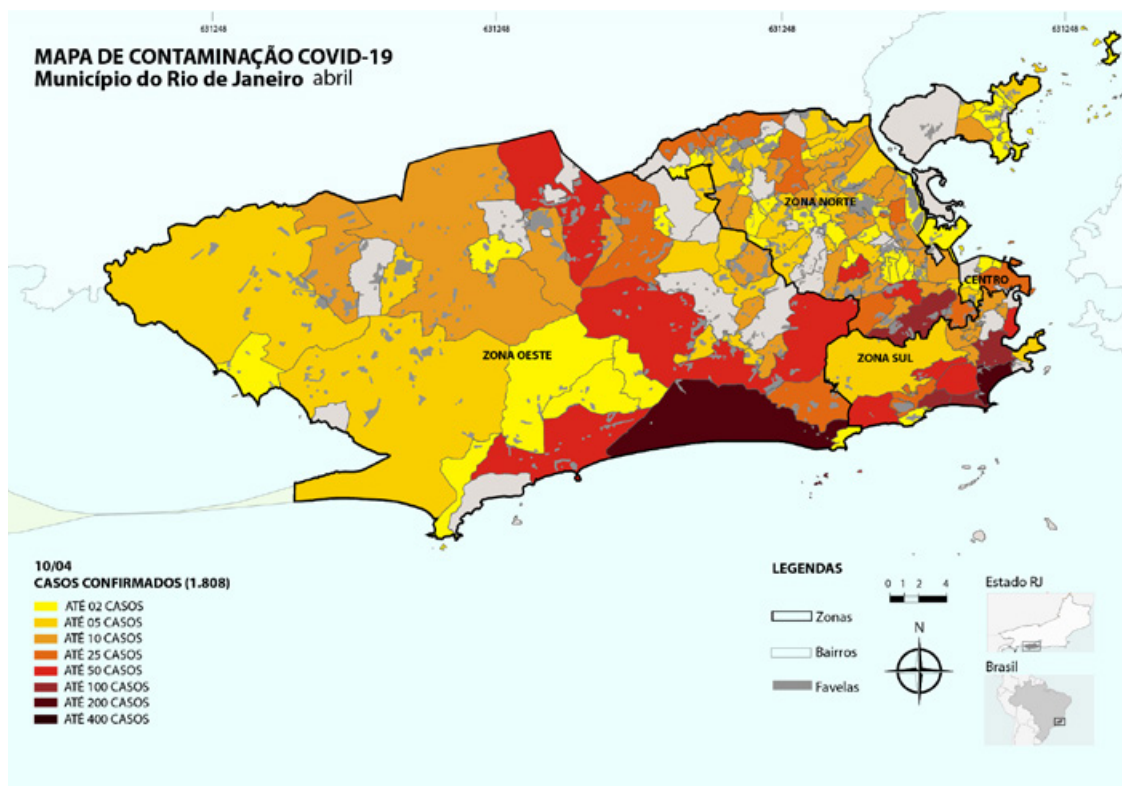 631248 631248 631248 631248
MAPA DE CONTAMINAÇÃO COVID-19
Município do Rio de Janeiro abril
ZONA NORTE
CENTRO
ZONA OESTE
ZONA SUL
10/04
CASOS CONFIRMADOS (1.808)
ATÉ 02 CASOS
ATÉ 05 CASOS
ATÉ 10 CASOS
ATÉ 25 CASOS
ATÉ 50 CASOS
ATÉ 100 CASOS
ATÉ 200 CASOS
ATÉ 400 CASOS
LEGENDAS
Zonas
Bairros
Favelas
0 1 2 4
N
Estado RJ
Brasil